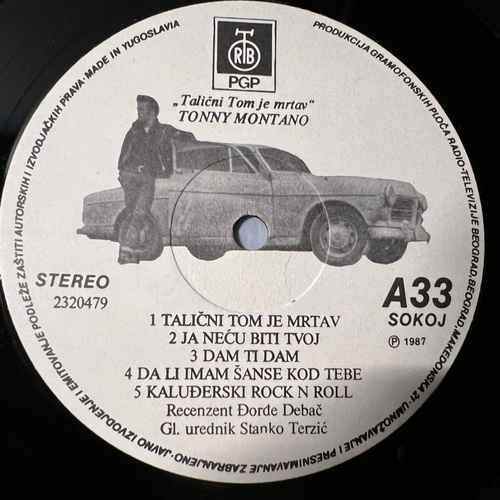 RTB
PGP
„Talični Tom je mrtav“
TONNY MONTANO
STEREO
2320479
A33
SOKOJ
Ⓟ 1987
1 TALIČNI TOM JE MRTAV
2 JA NEĆU BITI TVOJ
3 DAM TI DAM
4 DA LI IMAM ŠANSE KOD TEBE
5 KALUĐERSKI ROCK N ROLL
Recenzent Đorđe Debač
Gl. urednik Stanko Terzić
PRODUKCIJA GRAMOFONSKIH PLOČA RADIO-TELEVIZIJE BEOGRAD, BEOGRAD, MAKEDONSKA 21 · UMNOŽAVANJE I PRESNIMAVANJE ZABRANJENO · JAVNO IZVODJENJE I EMITOVANJE PODLEŽE ZAŠTITI AUTORSKIH I IZVODJAČKIH PRAVA · MADE IN YUGOSLAVIA